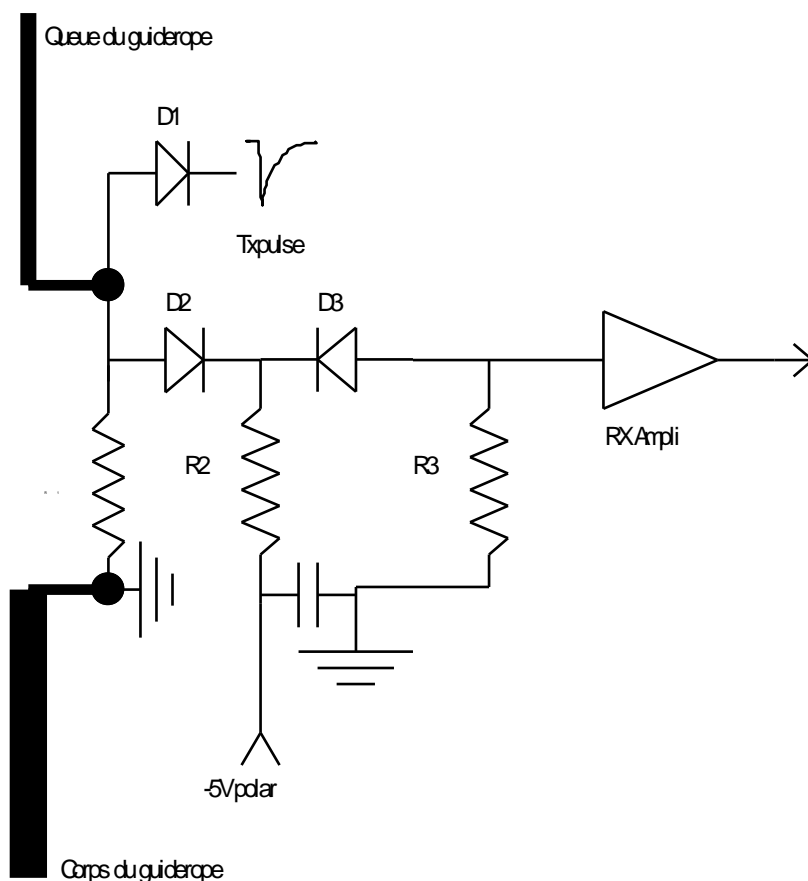 Queue du guiderope
D1
Txpulse
D2
D3
RX Ampli
R2
R3
-5V polar
Corps du guiderope